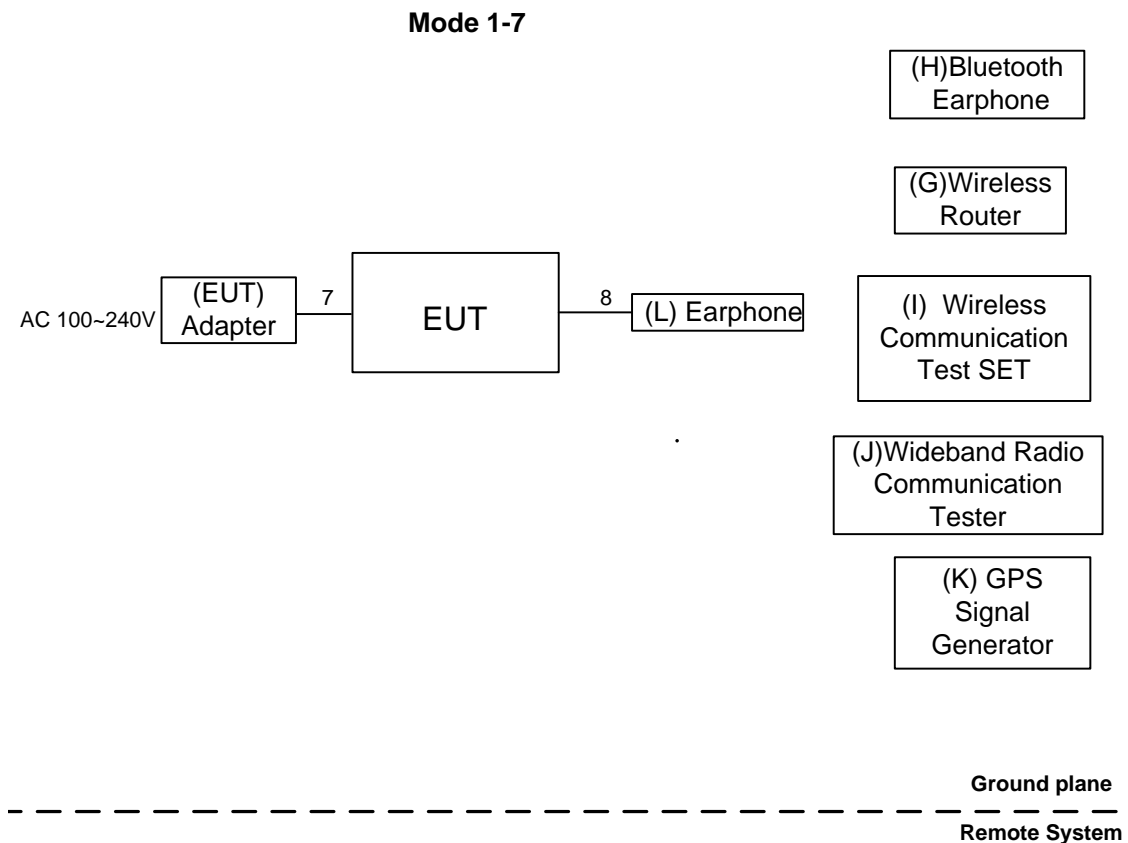 Mode 1-7
(H)Bluetooth
Earphone
(G)Wireless
Router
AC 100~240V
(EUT)
Adapter
7
EUT
8
(L) Earphone
(I) Wireless
Communication
Test SET
(J)Wideband Radio
Communication
Tester
(K) GPS
Signal
Generator
Ground plane
Remote System